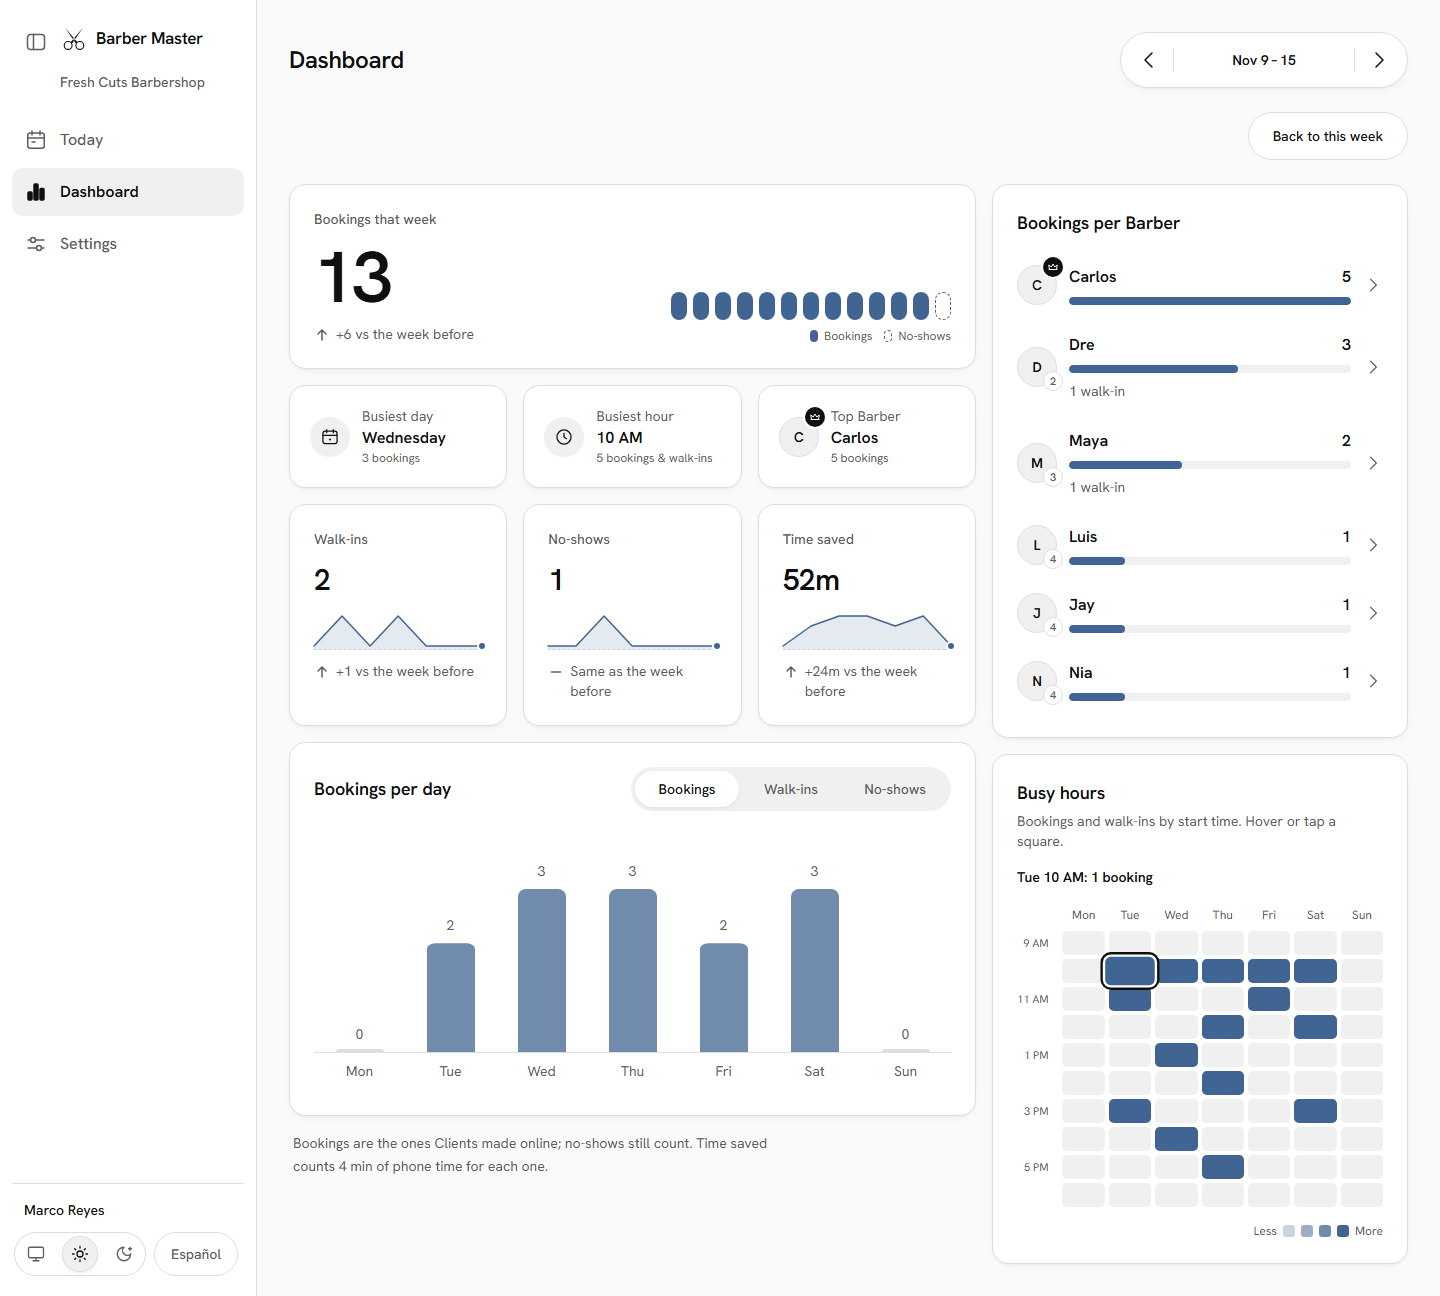 Barber Master
Fresh Cuts Barbershop
Today
Dashboard
Settings
Marco Reyes
Español
Dashboard
Nov 9 – 15
Back to this week
Bookings that week
13
+6 vs the week before
Bookings
No-shows
Busiest day
Wednesday
3 bookings
Busiest hour
10 AM
5 bookings & walk-ins
C
Top Barber
Carlos
5 bookings
Walk-ins
2
+1 vs the week before
No-shows
1
Same as the week
before
Time saved
52m
+24m vs the week
before
Bookings per day
Bookings
Walk-ins
No-shows
0
2
3
3
2
3
0
Mon
Tue
Wed
Thu
Fri
Sat
Sun
Bookings are the ones Clients made online; no-shows still count. Time saved
counts 4 min of phone time for each one.
Bookings per Barber
C
Carlos
5
D
2
Dre
3
1 walk-in
M
3
Maya
2
1 walk-in
L
4
Luis
1
J
4
Jay
1
N
4
Nia
1
Busy hours
Bookings and walk-ins by start time. Hover or tap a
square.
Tue 10 AM: 1 booking
Mon
Tue
Wed
Thu
Fri
Sat
Sun
9 AM
11 AM
1 PM
3 PM
5 PM
Less
More